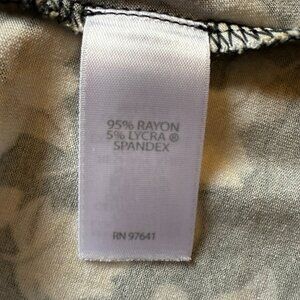 95% RAYON
5% LYCRA ®
SPANDEX
RN 97641